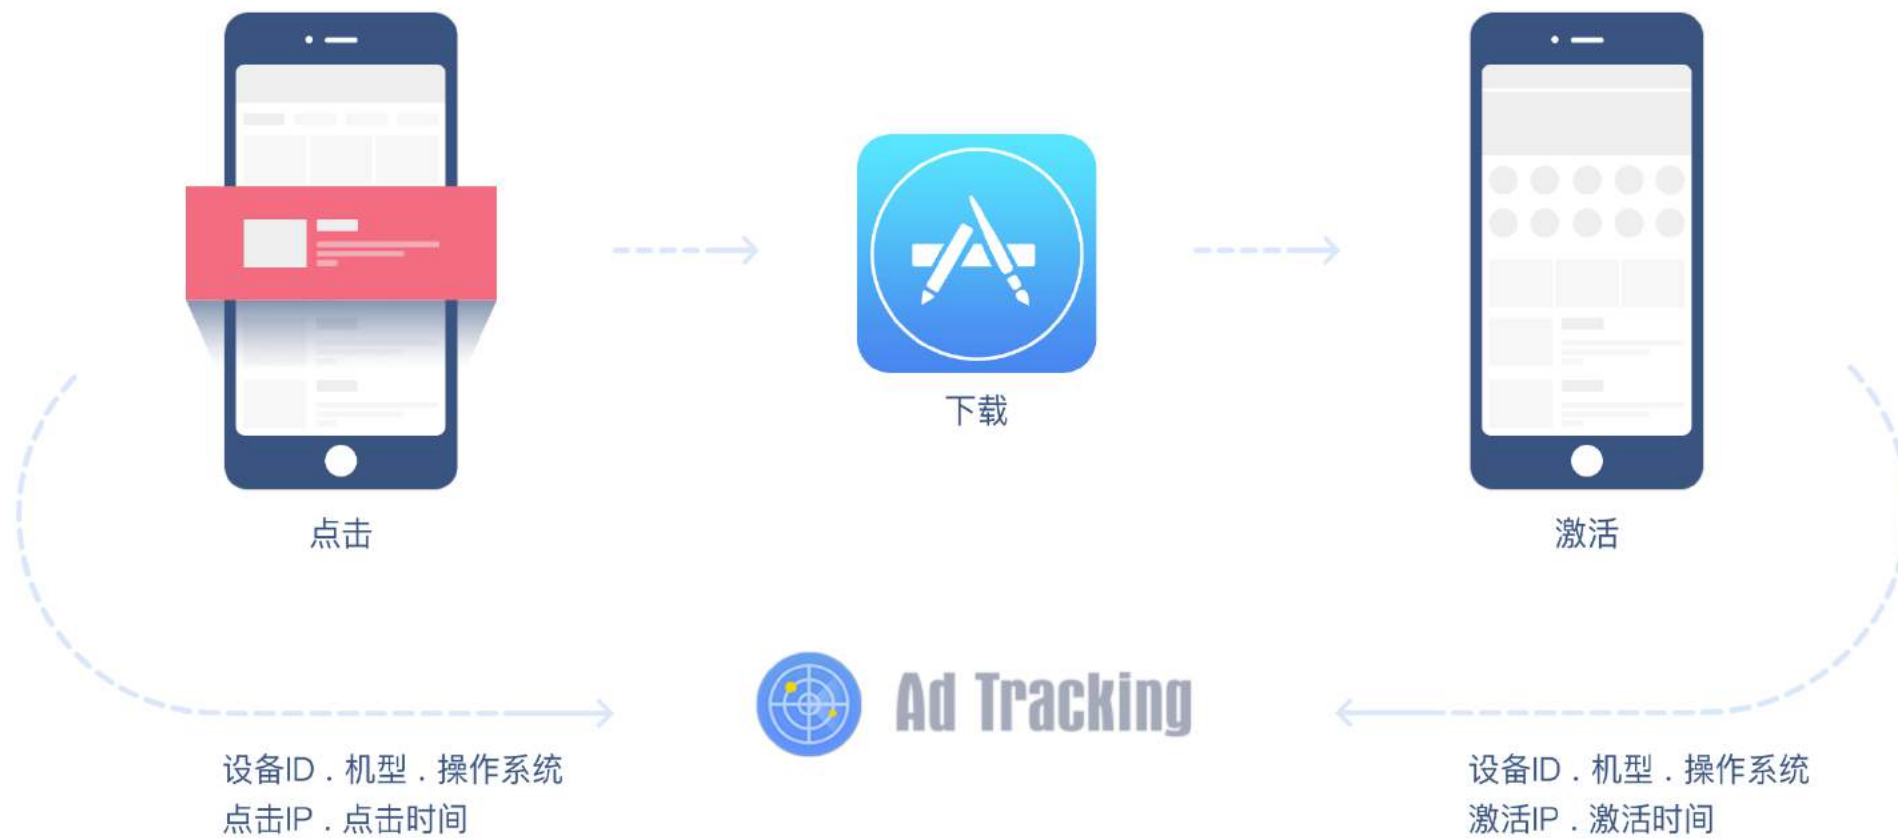 下载
点击
激活
Ad Tracking
设备ID . 机型 . 操作系统
点击IP . 点击时间
设备ID . 机型 . 操作系统
激活IP . 激活时间